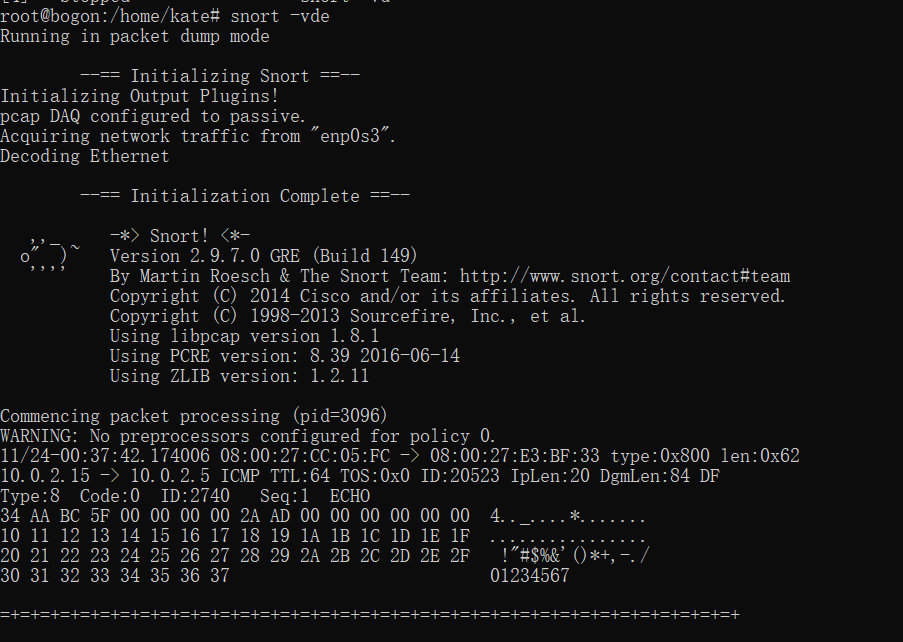 root@bogon:/home/kate# snort -vde
Running in packet dump mode
--== Initializing Snort ==--
Initializing Output Plugins!
pcap DAQ configured to passive.
Acquiring network traffic from "enp0s3".
Decoding Ethernet
--== Initialization Complete ==--
,,_     -*> Snort! <*-
o"  )~   Version 2.9.7.0 GRE (Build 149)
''''    By Martin Roesch & The Snort Team: http://www.snort.org/contact#team
Copyright (C) 2014 Cisco and/or its affiliates. All rights reserved.
Copyright (C) 1998-2013 Sourcefire, Inc., et al.
Using libpcap version 1.8.1
Using PCRE version: 8.39 2016-06-14
Using ZLIB version: 1.2.11
Commencing packet processing (pid=3096)
WARNING: No preprocessors configured for policy 0.
11/24-00:37:42.174006 08:00:27:CC:05:FC -> 08:00:27:E3:BF:33 type:0x800 len:0x62
10.0.2.15 -> 10.0.2.5 ICMP TTL:64 TOS:0x0 ID:20523 IpLen:20 DgmLen:84 DF
Type:8  Code:0  ID:2740   Seq:1  ECHO
34 AA BC 5F 00 00 00 00 2A AD 00 00 00 00 00 00  4.._....*.......
10 11 12 13 14 15 16 17 18 19 1A 1B 1C 1D 1E 1F  ................
20 21 22 23 24 25 26 27 28 29 2A 2B 2C 2D 2E 2F   !"#$%&'()*+,-./
30 31 32 33 34 35 36 37                          01234567
=+=+=+=+=+=+=+=+=+=+=+=+=+=+=+=+=+=+=+=+=+=+=+=+=+=+=+=+=+=+=+=+=+=+=+=+=+